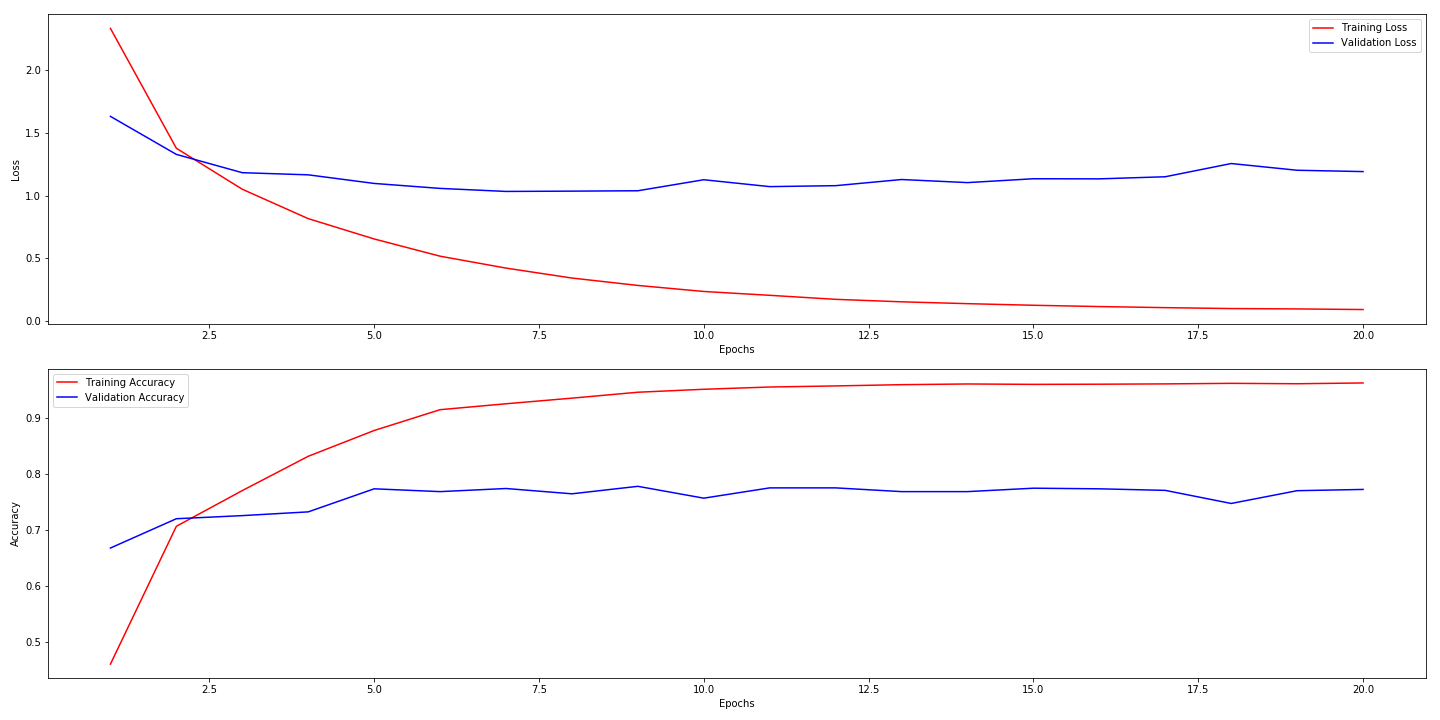 Training Loss
Validation Loss
2.0
1.5
1.0
0.5
0.0
Loss
2.5 5.0 7.5 10.0 12.5 15.0 17.5 20.0
Epochs
Training Accuracy
Validation Accuracy
0.9
0.8
0.7
0.6
0.5
Accuracy
2.5 5.0 7.5 10.0 12.5 15.0 17.5 20.0
Epochs